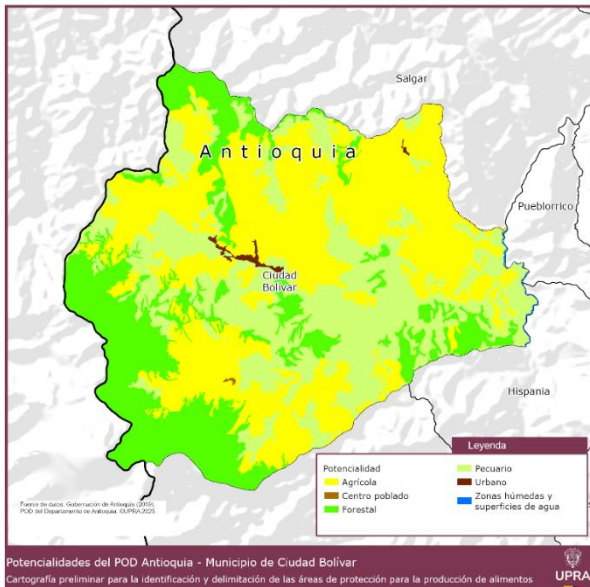 Salgar
Antioquia
Pueblorrico
Ciudad
Bolívar
Hispania
Leyenda
Potencialidad
Agrícola
Centro poblado
Forestal
Pecuario
Urbano
Zonas húmedas y
superficies de agua
Fuente de datos: Gobernación de Antioquia (2019).
POD del Departamento de Antioquia. ©UPRA 2025
Potencialidades del POD Antioquia - Municipio de Ciudad Bolívar
Cartografía preliminar para la identificación y delimitación de las áreas de protección para la producción de alimentos
UPRA